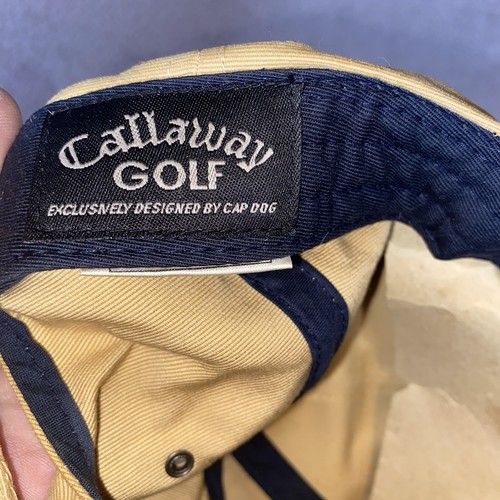 Callaway
GOLF
EXCLUSIVELY DESIGNED BY CAP DOG